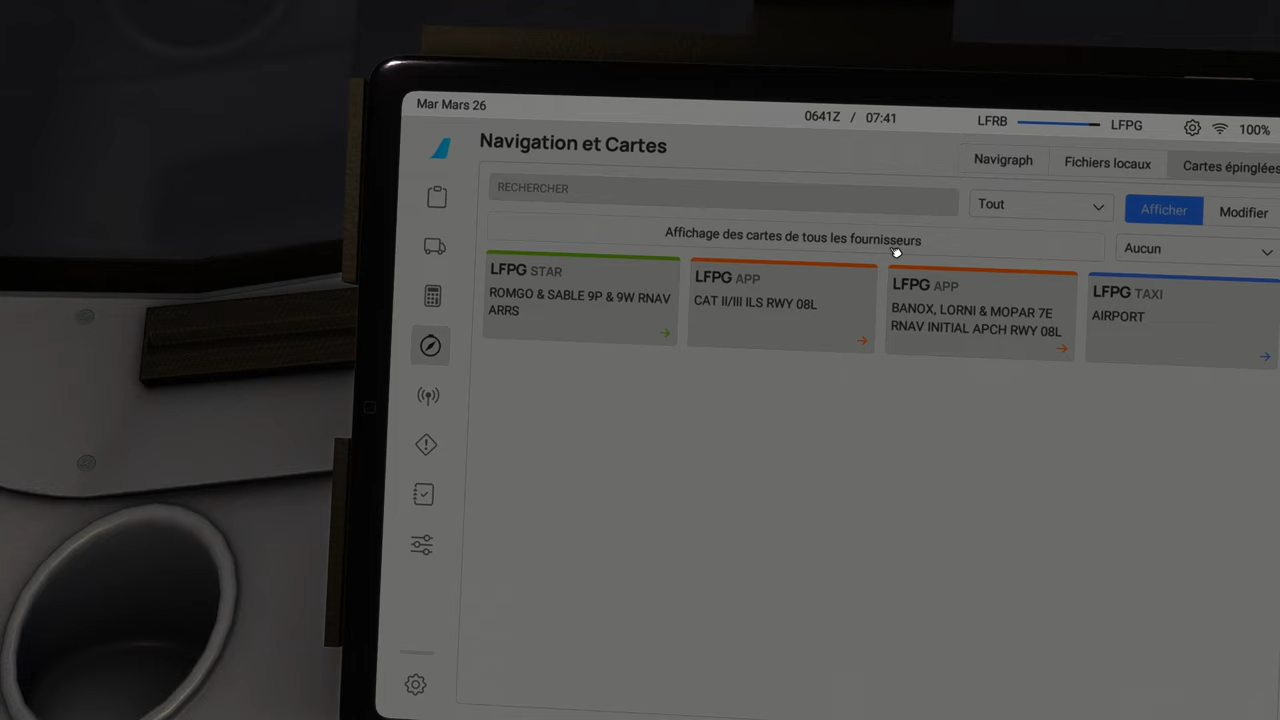 Mar Mars 26
0641Z / 07:41
LFRB
LFPG
100%
Navigation et Cartes
Navigraph
Fichiers locaux
Cartes épinglées
RECHERCHER
Tout
Afficher
Modifier
Affichage des cartes de tous les fournisseurs
Aucun
LFPG STAR
ROMGO & SABLE 9P & 9W RNAV
ARRS
LFPG APP
CAT II/III ILS RWY 08L
LFPG APP
BANOX, LORNI & MOPAR 7E
RNAV INITIAL APCH RWY 08L
LFPG TAXI
AIRPORT